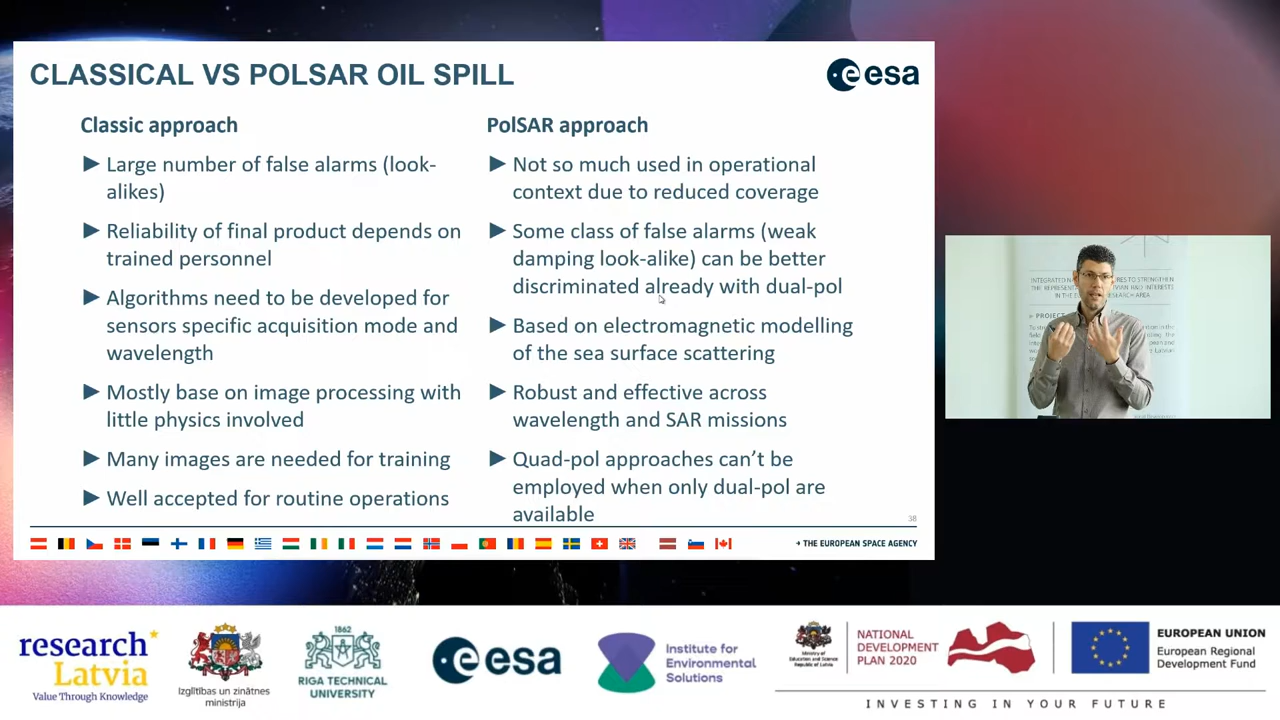 CLASSICAL VS POLSAR OIL SPILL
esa
Classic approach
Large number of false alarms (look-
alikes)
Reliability of final product depends on
trained personnel
Algorithms need to be developed for
sensors specific acquisition mode and
wavelength
Mostly base on image processing with
little physics involved
Many images are needed for training
Well accepted for routine operations
PolSAR approach
Not so much used in operational
context due to reduced coverage
Some class of false alarms (weak
damping look-alike) can be better
discriminated already with dual-pol
Based on electromagnetic modelling
of the sea surface scattering
Robust and effective across
wavelength and SAR missions
Quad-pol approaches can't be
employed when only dual-pol are
available
38
THE EUROPEAN SPACE AGENCY
PROJECT
research
Latvia
Value Through Knowledge
Izglītības un zinātnes
ministrija
1862
RIGA TECHNICAL
UNIVERSITY
esa
Institute for
Environmental
Solutions
Ministry of
Education and Science
Republic of Latvia
NATIONAL
DEVELOPMENT
PLAN 2020
EUROPEAN UNION
European Regional
Development Fund
INVESTING IN YOUR FUTURE